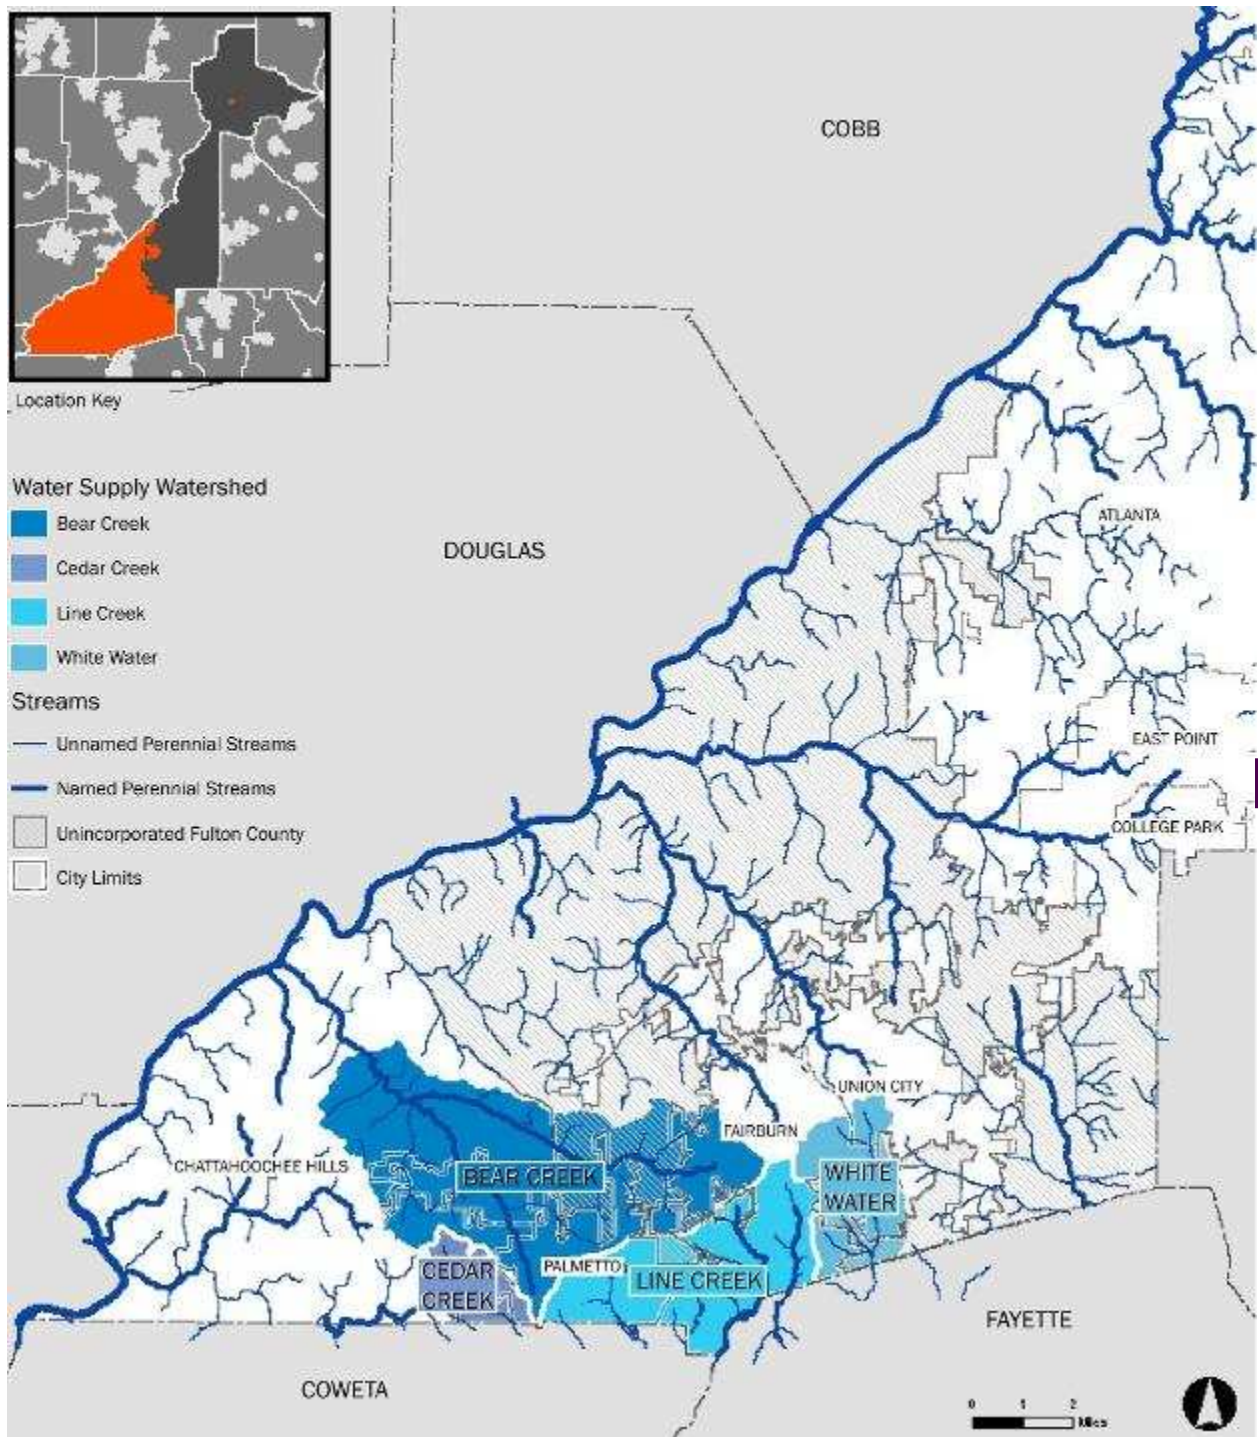 COBB
Location Key
Water Supply Watershed
Bear Creek
Cedar Creek
Line Creek
White Water
Streams
Unnamed Perennial Streams
Named Perennial Streams
Unincorporated Fulton County
City Limits
DOUGLAS
ATLANTA
EAST POINT
COLLEGE PARK
UNION CITY
FAIRBURN
CHATTAHOOCHEE HILLS
BEAR CREEK
WHITE
WATER
PALMETTO
CEDAR
CREEK
LINE CREEK
FAYETTE
COWETA
0 1 2
Miles